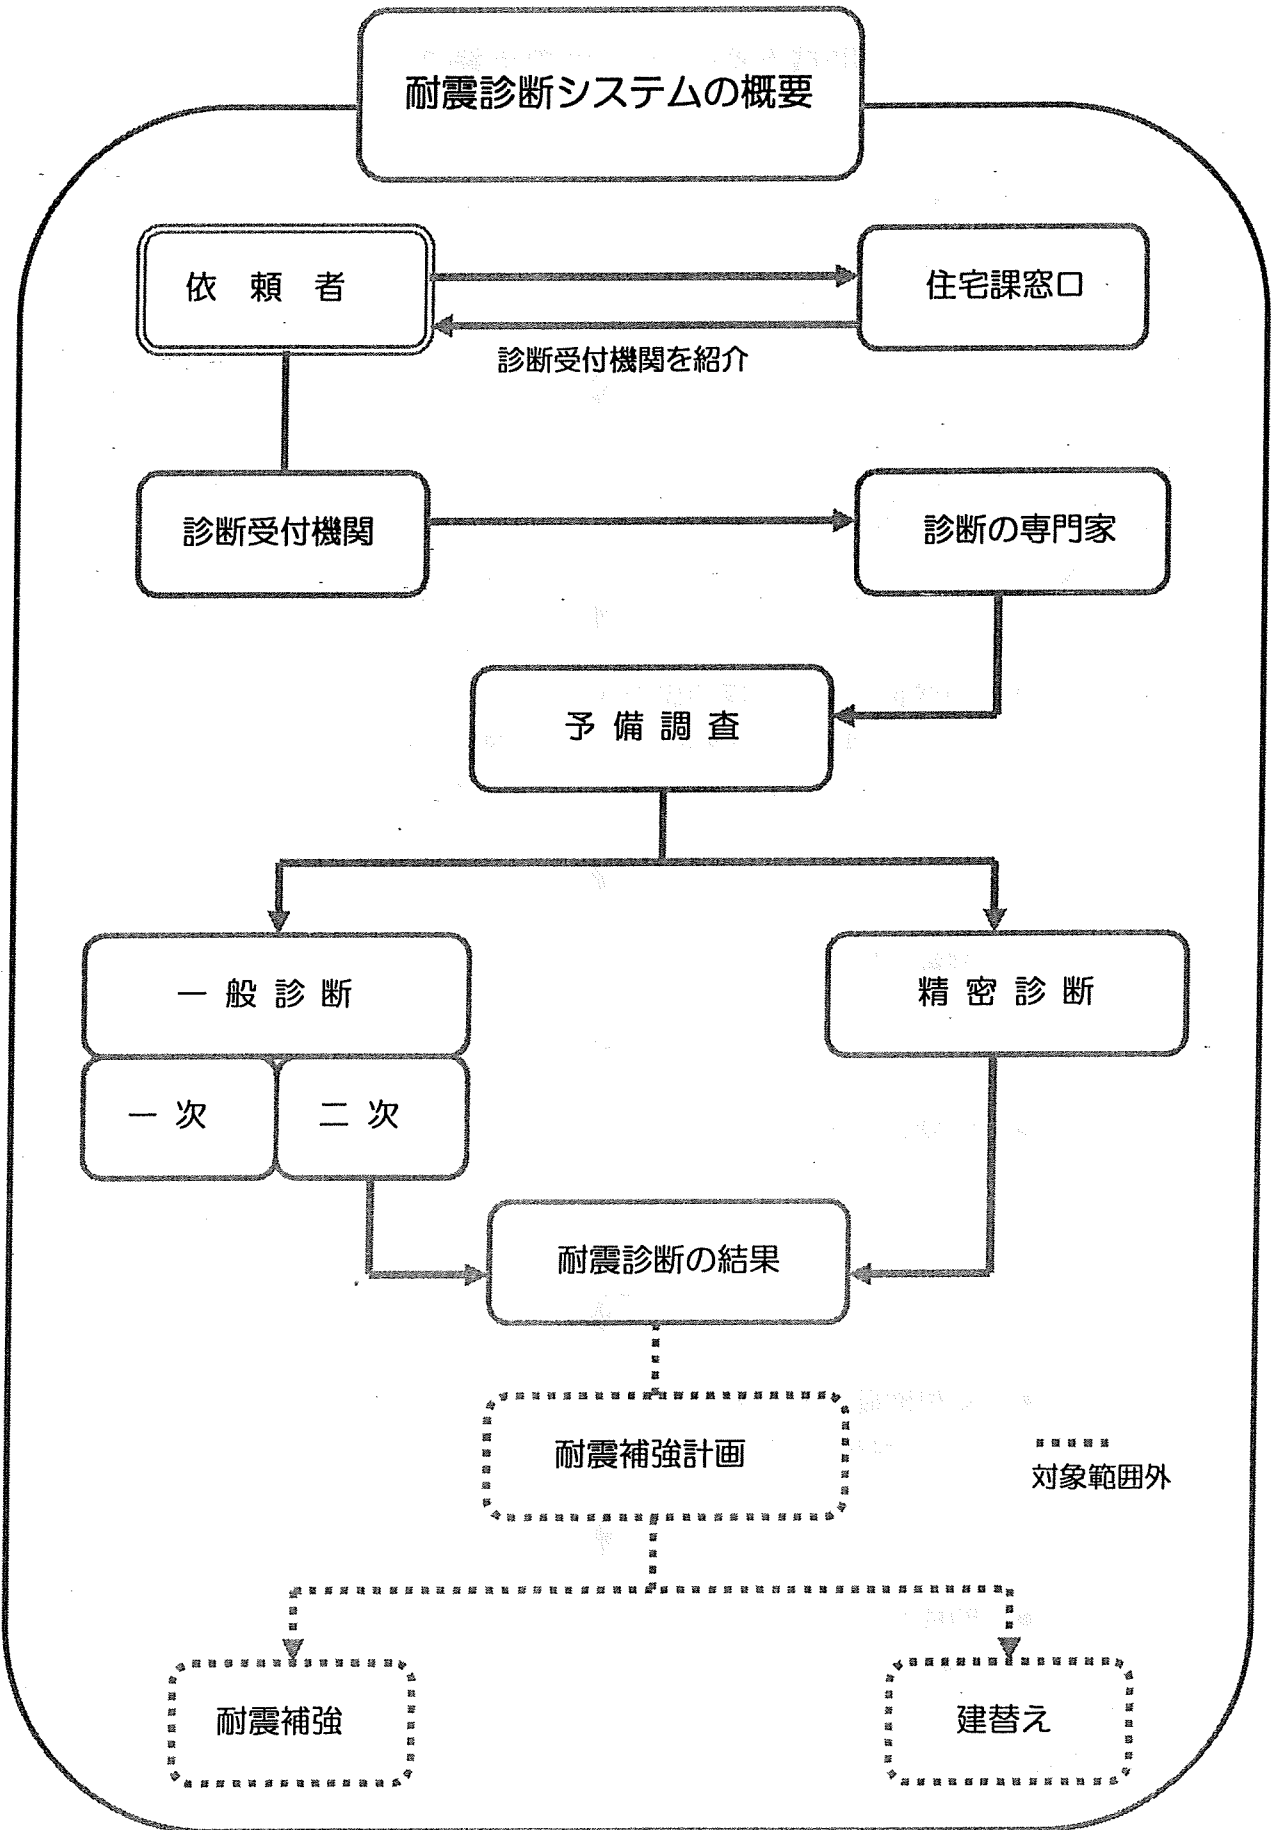 耐震診断システムの概要
依 頼 者
住宅課窓口
診断受付機関を紹介
診断受付機関
診断の専門家
予 備 調 査
一 般 診 断
精 密 診 断
一 次
二 次
耐震診断の結果
耐震補強計画
対象範囲外
耐震補強
建替え